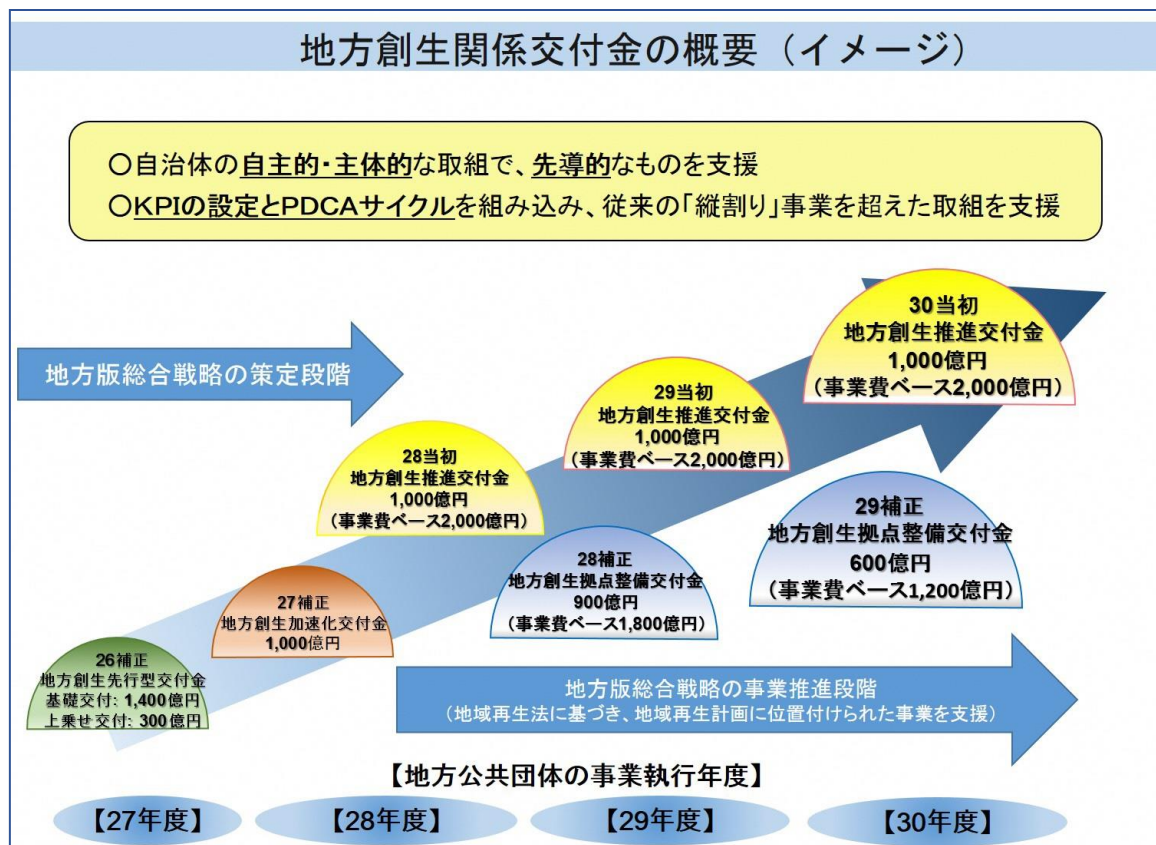 地方創生関係交付金の概要（イメージ）
○自治体の自主的・主体的な取組で、先導的なものを支援
○KPIの設定とPDCAサイクルを組み込み、従来の「縦割り」事業を超えた取組を支援
地方版総合戦略の策定段階
30当初
地方創生推進交付金
1,000億円
（事業費ベース2,000億円）
29当初
地方創生推進交付金
1,000億円
（事業費ベース2,000億円）
28当初
地方創生推進交付金
1,000億円
（事業費ベース2,000億円）
29補正
地方創生拠点整備交付金
600億円
（事業費ベース1,200億円）
28補正
地方創生拠点整備交付金
900億円
（事業費ベース1,800億円）
27補正
地方創生加速化交付金
1,000億円
26補正
地方創生先行型交付金
基礎交付: 1,400億円
上乗せ交付: 300億円
地方版総合戦略の事業推進段階
（地域再生法に基づき、地域再生計画に位置付けられた事業を支援）
【地方公共団体の事業執行年度】
【27年度】
【28年度】
【29年度】
【30年度】